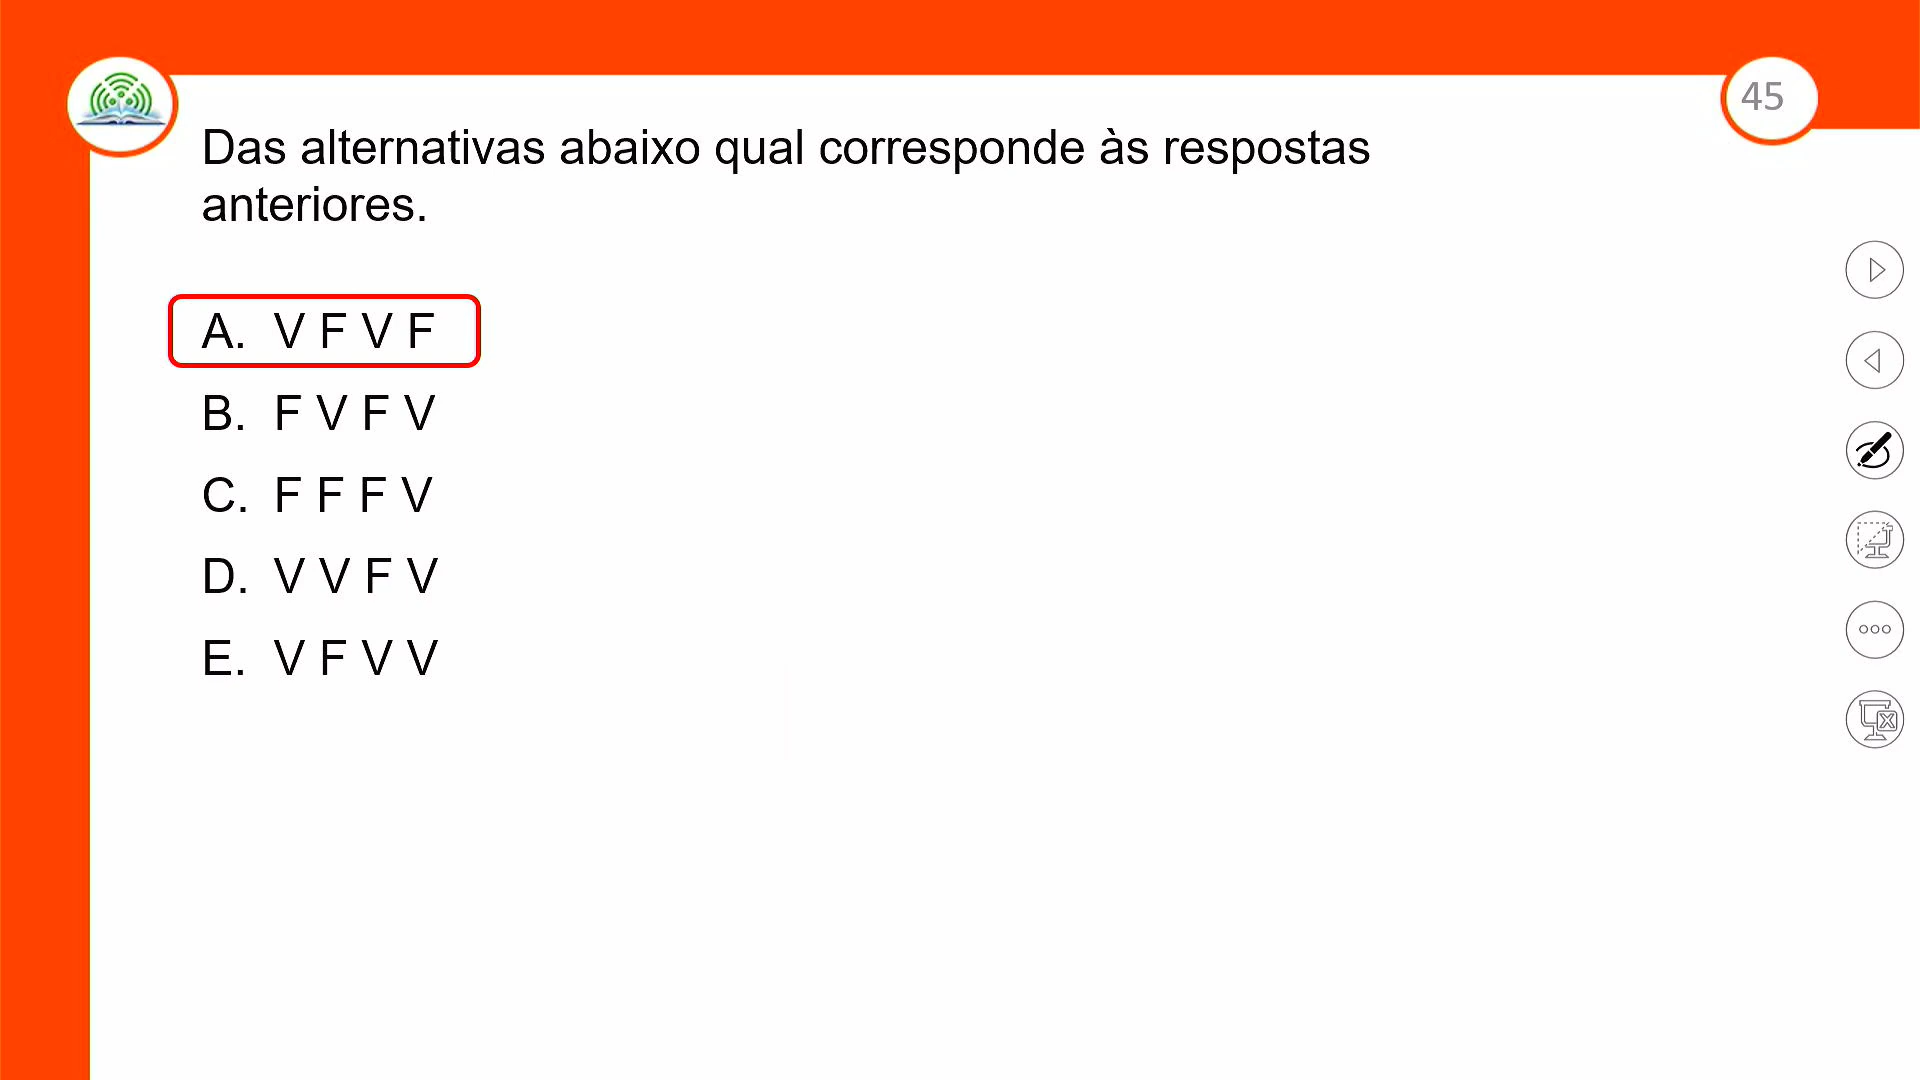 45
Das alternativas abaixo qual corresponde às respostas
anteriores.
A. V F V F
B. F V F V
C. F F F V
D. V V F V
E. V F V V